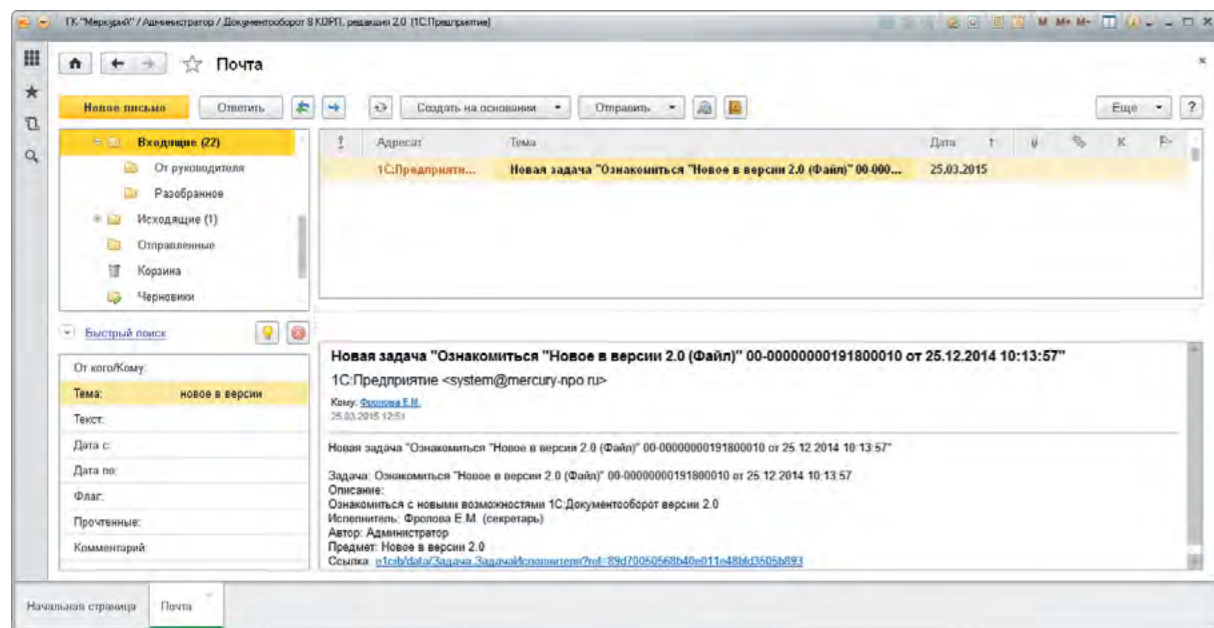 ГК "Меркурий" / Администратор / Документооборот 8 КОРП, редакция 2.0 (1С:Предприятие)
M M+ M-
Почта
Новое письмо Ответить Создать на основании Отправить Еще ?
Входящие (22)
От руководителя
Разобранное
Исходящие (1)
Отправленные
Корзина
Черновики
Адресат Тема Дата ↑ К
1С:Предприяти... Новая задача "Ознакомиться "Новое в версии 2.0 (Файл)" 00-000... 25.03.2015
Быстрый поиск
От кого/Кому:
Тема: новое в версии
Текст:
Дата с:
Дата по:
Флаг:
Прочтенные:
Комментарий:
Новая задача "Ознакомиться "Новое в версии 2.0 (Файл)" 00-00000000191800010 от 25.12.2014 10:13:57"
1С:Предприятие <system@mercury-npo.ru>
Кому: Фролова Е.М.
25.03.2015 12:51
Новая задача "Ознакомиться "Новое в версии 2.0 (Файл)" 00-00000000191800010 от 25.12.2014 10:13:57"
Задача: Ознакомиться "Новое в версии 2.0 (Файл)" 00-00000000191800010 от 25.12.2014 10:13:57
Описание:
Ознакомиться с новыми возможностями 1С:Документооборот версии 2.0
Исполнитель: Фролова Е.М. (секретарь)
Автор: Администратор
Предмет: Новое в версии 2.0
Ссылка:
Начальная страница Почта